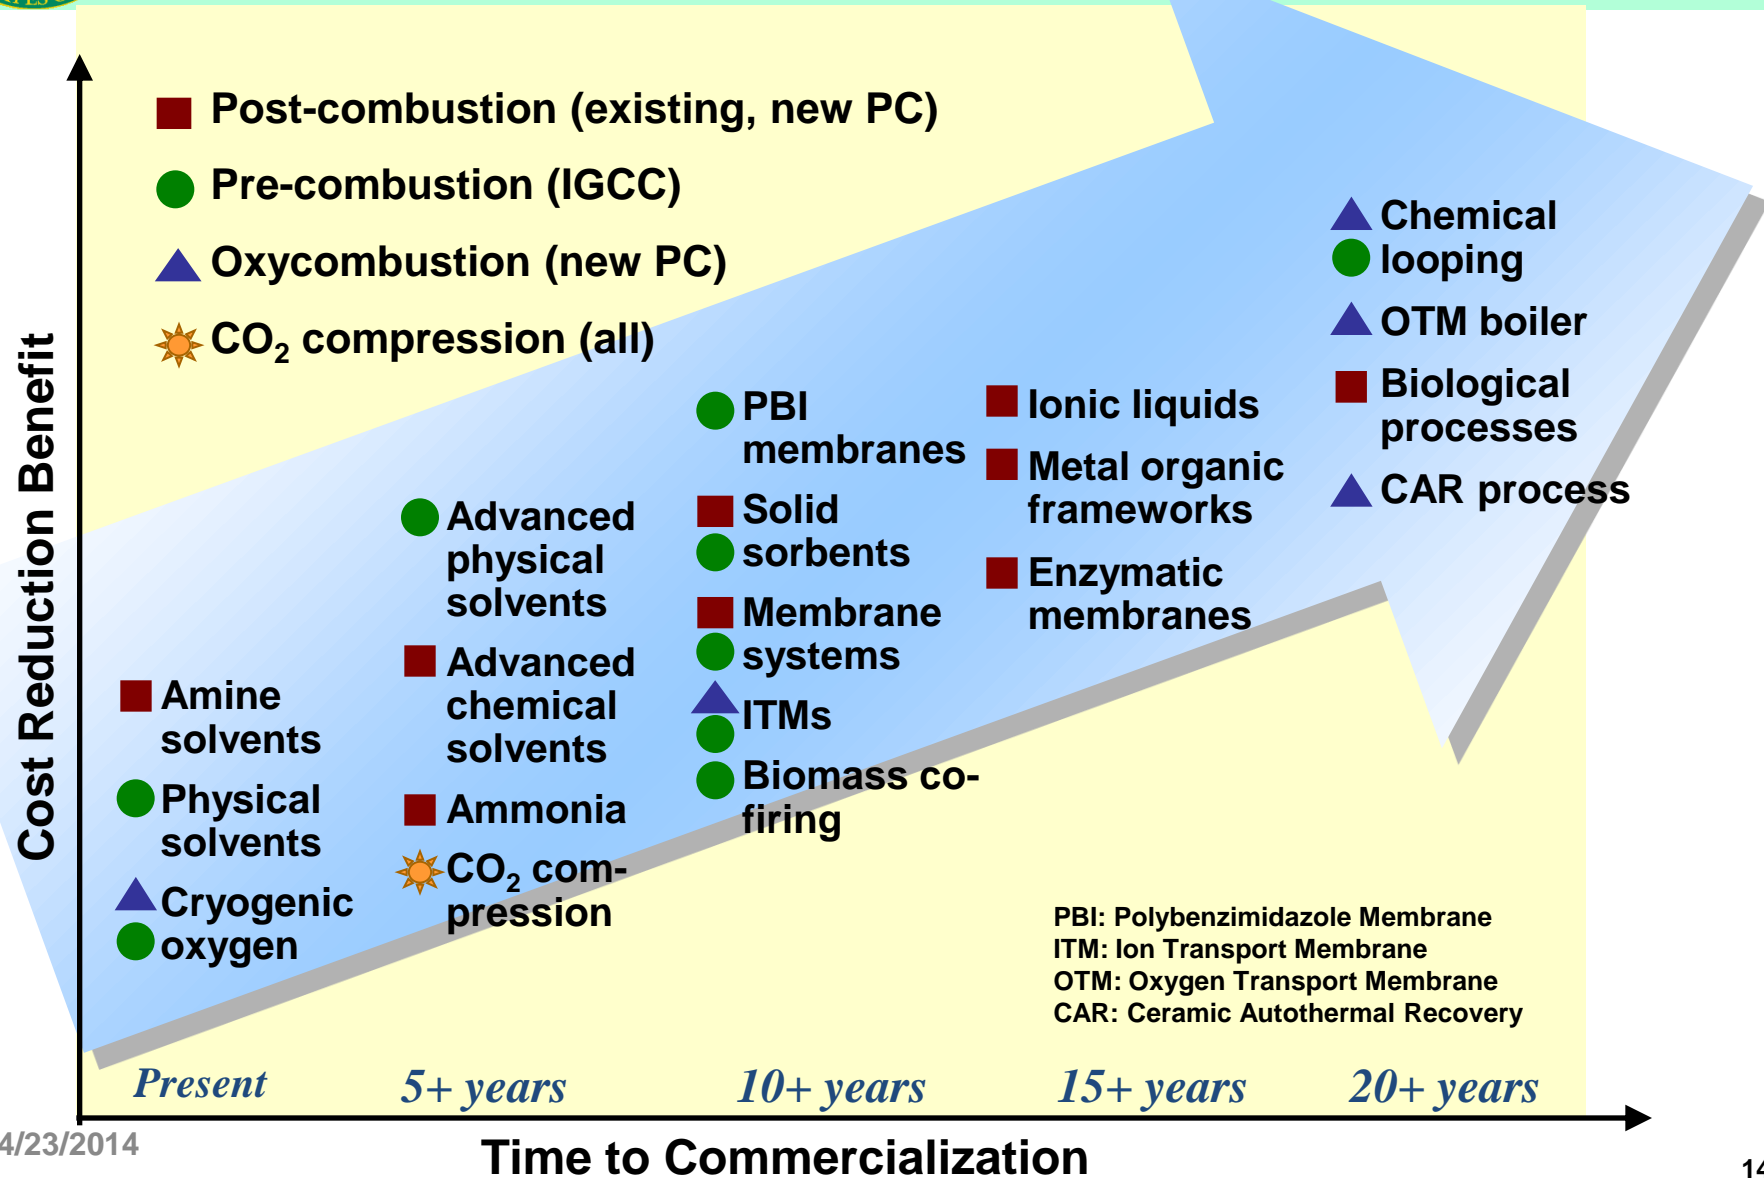 Post-combustion (existing, new PC)
Pre-combustion (IGCC)
Oxycombustion (new PC)
CO2 compression (all)
Cost Reduction Benefit
Amine
solvents
Physical
solvents
Cryogenic
oxygen
Advanced
physical
solvents
Advanced
chemical
solvents
Ammonia
CO2 com-
pression
PBI
membranes
Solid
sorbents
Membrane
systems
ITMs
Biomass co-
firing
Ionic liquids
Metal organic
frameworks
Enzymatic
membranes
Chemical
looping
OTM boiler
Biological
processes
CAR process
PBI: Polybenzimidazole Membrane
ITM: Ion Transport Membrane
OTM: Oxygen Transport Membrane
CAR: Ceramic Autothermal Recovery
Present
5+ years
10+ years
15+ years
20+ years
4/23/2014
Time to Commercialization
14